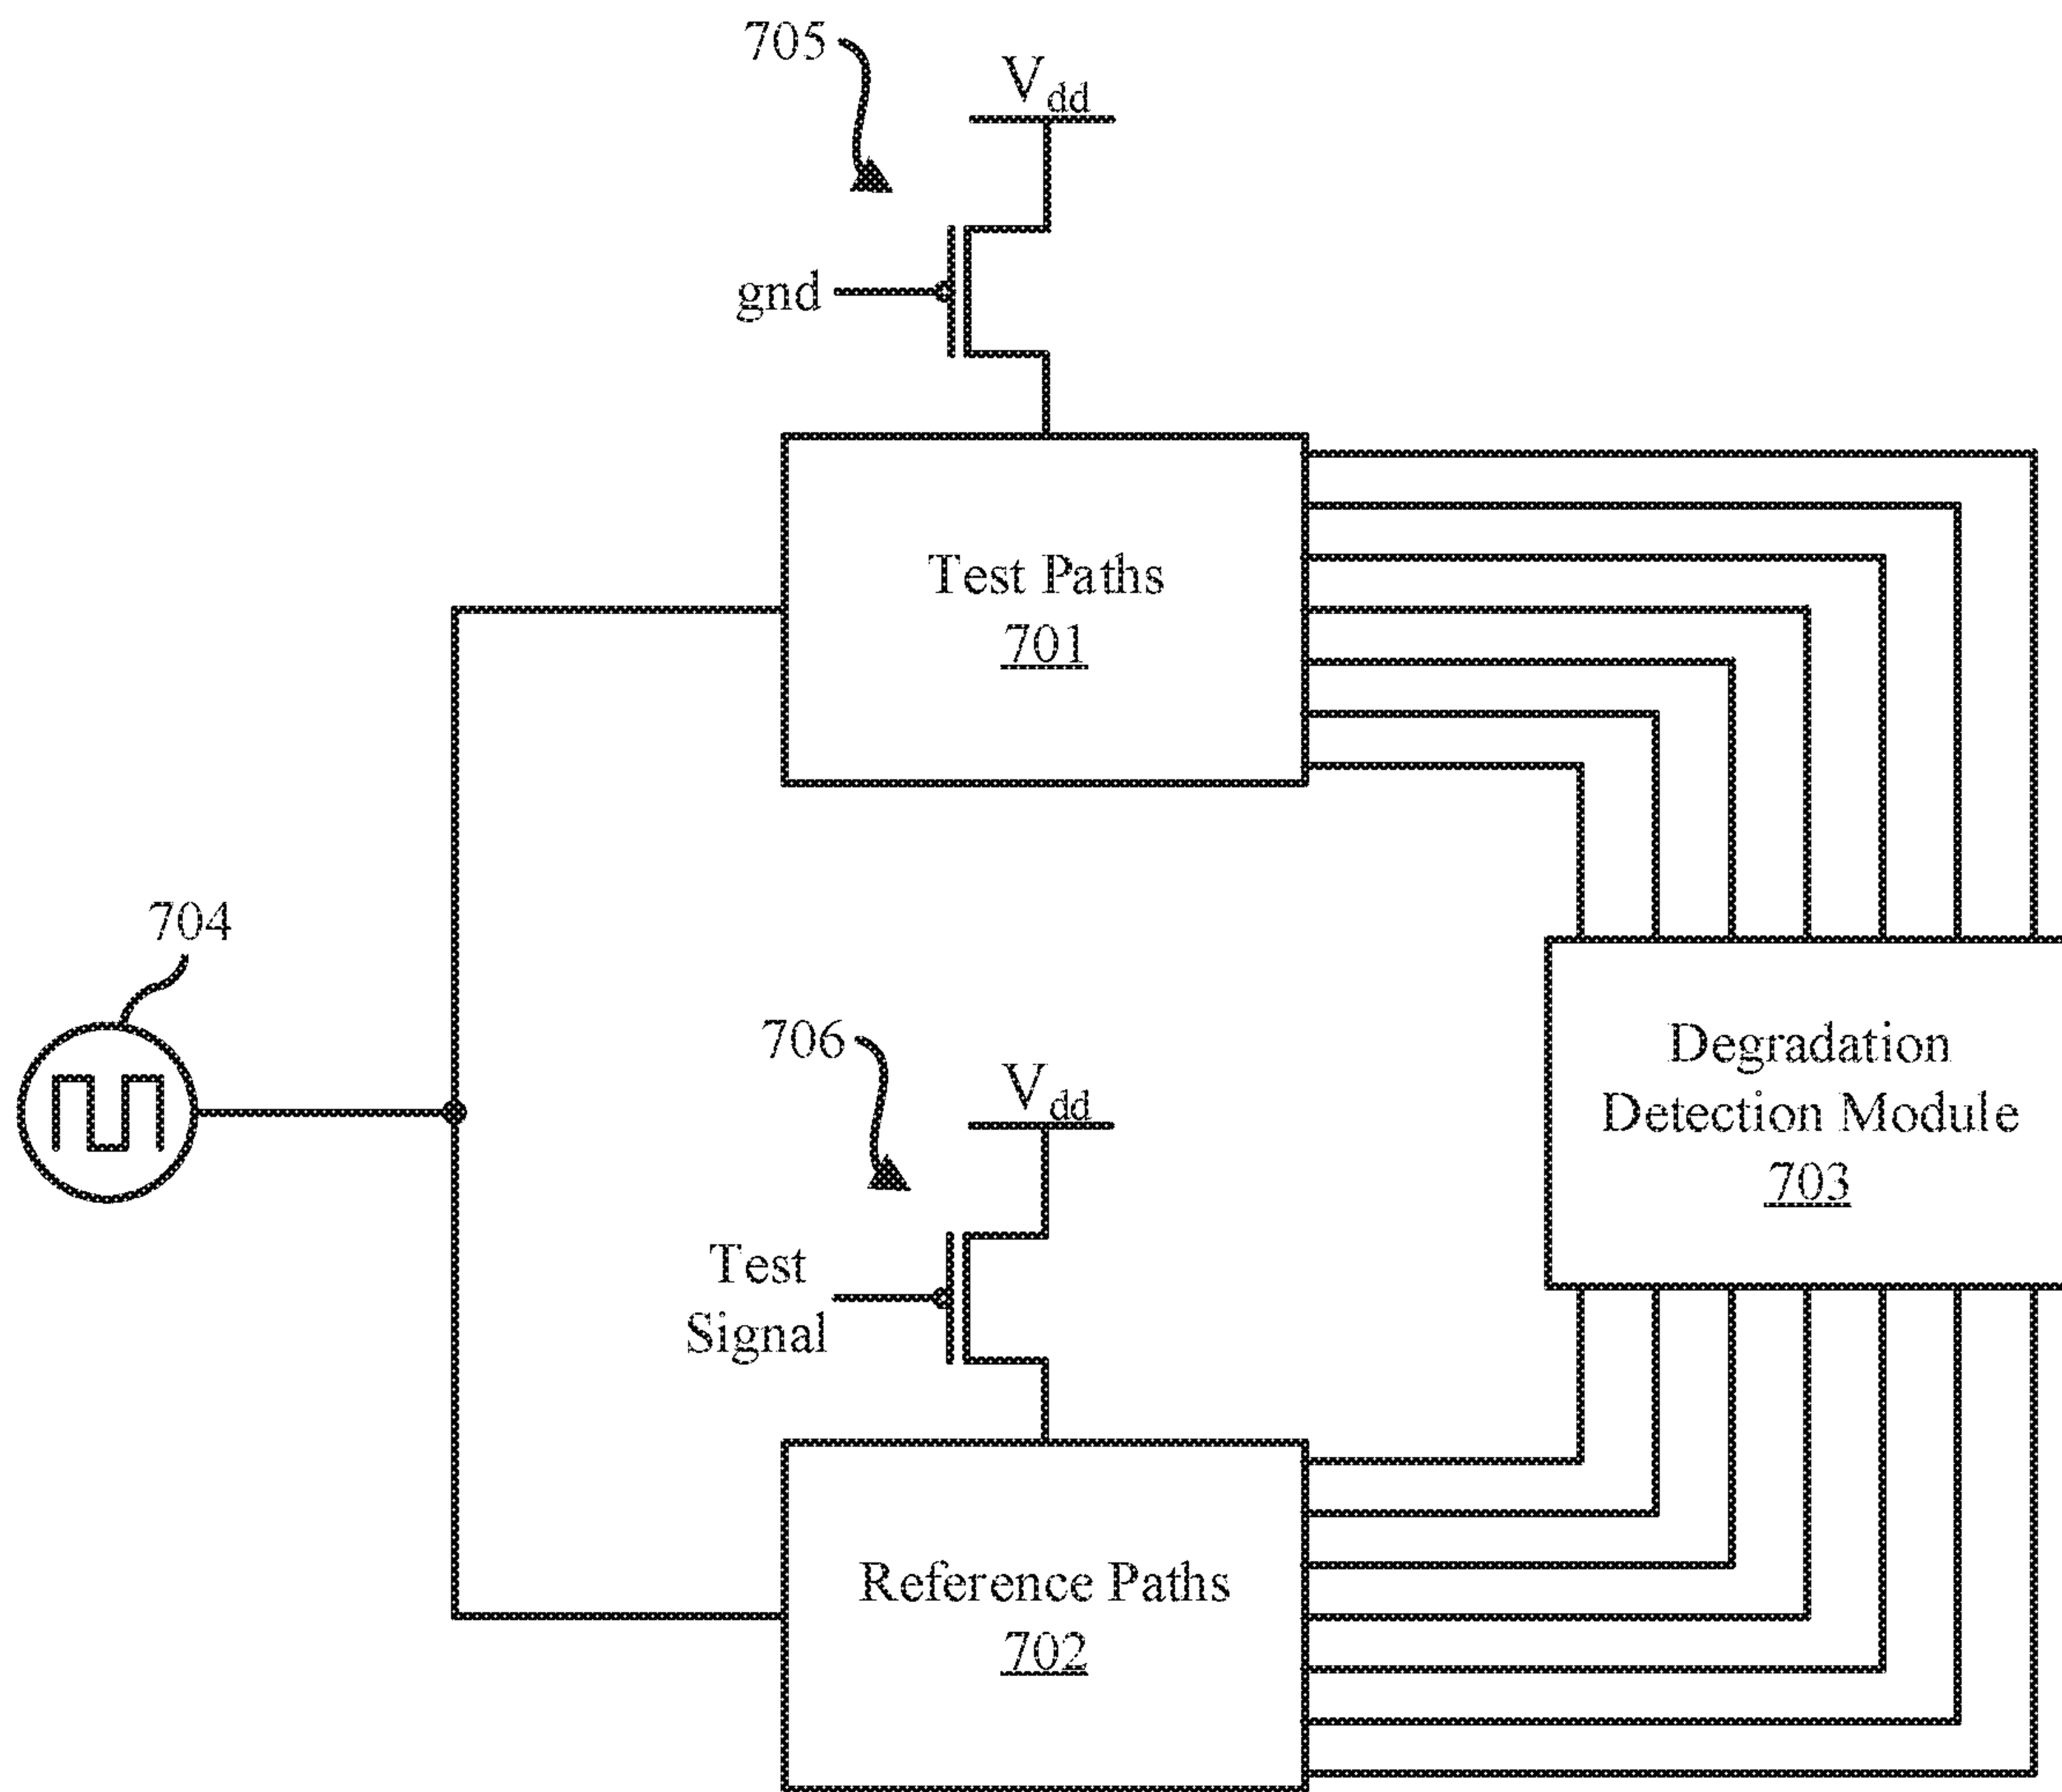 705
Vdd
gnd
Test Paths
701
704
706
Vdd
Test
Signal
Degradation
Detection Module
703
Reference Paths
702